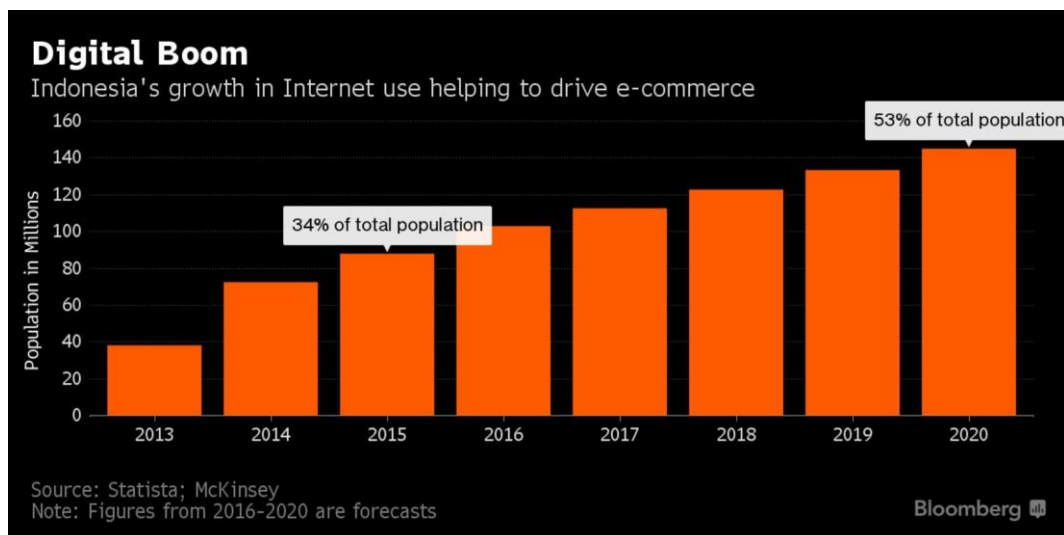 Digital Boom
Indonesia's growth in Internet use helping to drive e-commerce
160
140
120
100
80
60
40
20
0
Population in Millions
34% of total population
53% of total population
2013 2014 2015 2016 2017 2018 2019 2020
Source: Statista; McKinsey
Note: Figures from 2016-2020 are forecasts
Bloomberg